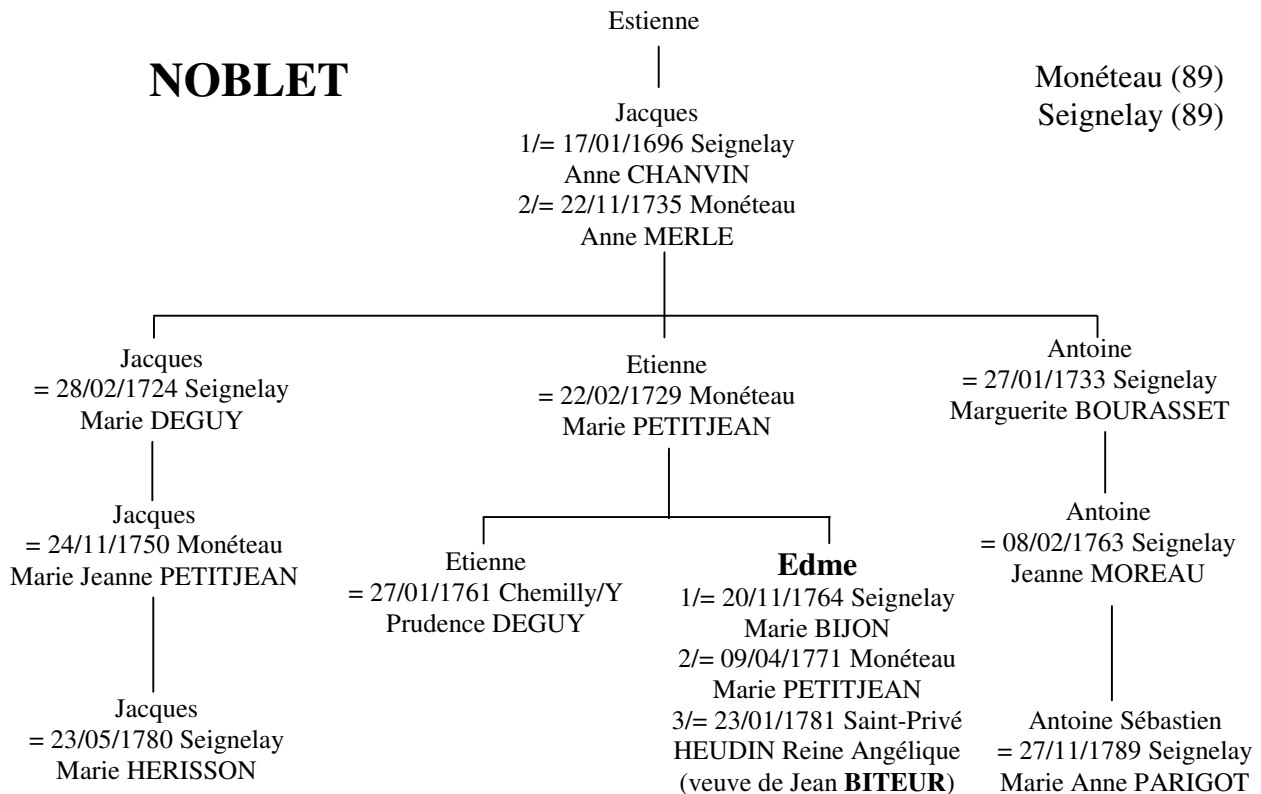 Estienne
NOBLET
Monéteau (89)
Seignelay (89)
Jacques
1/= 17/01/1696 Seignelay
Anne CHANVIN
2/= 22/11/1735 Monéteau
Anne MERLE
Jacques
= 28/02/1724 Seignelay
Marie DEGUY
Etienne
= 22/02/1729 Monéteau
Marie PETITJEAN
Antoine
= 27/01/1733 Seignelay
Marguerite BOURASSET
Jacques
= 24/11/1750 Monéteau
Marie Jeanne PETITJEAN
Etienne
= 27/01/1761 Chemilly/Y
Prudence DEGUY
Edme
1/= 20/11/1764 Seignelay
Marie BIJON
2/= 09/04/1771 Monéteau
Marie PETITJEAN
3/= 23/01/1781 Saint-Privé
HEUDIN Reine Angélique
(veuve de Jean BITEUR)
Antoine
= 08/02/1763 Seignelay
Jeanne MOREAU
Jacques
= 23/05/1780 Seignelay
Marie HERISSON
Antoine Sébastien
= 27/11/1789 Seignelay
Marie Anne PARIGOT